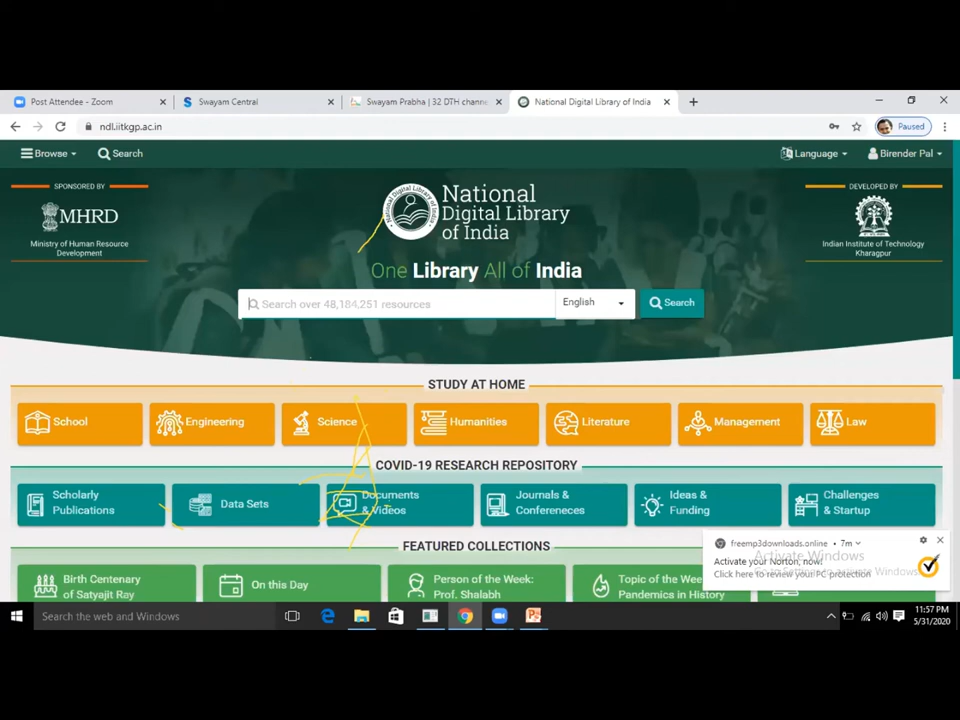 Post Attendee - Zoom
Swayam Central
Swayam Prabha | 32 DTH channe
National Digital Library of India
ndl.iitkgp.ac.in
Paused
Browse
Search
Language
Birender Pal
SPONSORED BY
MHRD
Ministry of Human Resource
Development
National
Digital Library
of India
DEVELOPED BY
Indian Institute of Technology
Kharagpur
One Library All of India
Search over 48,184,251 resources
English
Search
STUDY AT HOME
School
Engineering
Science
Humanities
Literature
Management
Law
COVID-19 RESEARCH REPOSITORY
Scholarly
Publications
Data Sets
Documents
& Videos
Journals &
Confereneces
Ideas &
Funding
Challenges
& Startup
FEATURED COLLECTIONS
Birth Centenary
of Satyajit Ray
On this Day
Person of the Week:
Prof. Shalabh
Topic of the Wee
Pandemics in History
freemp3downloads.online • 7m
Activate your Norton, now!
Click here to review your PC protection
Activate Windows
Search the web and Windows
11:57 PM
5/31/2020